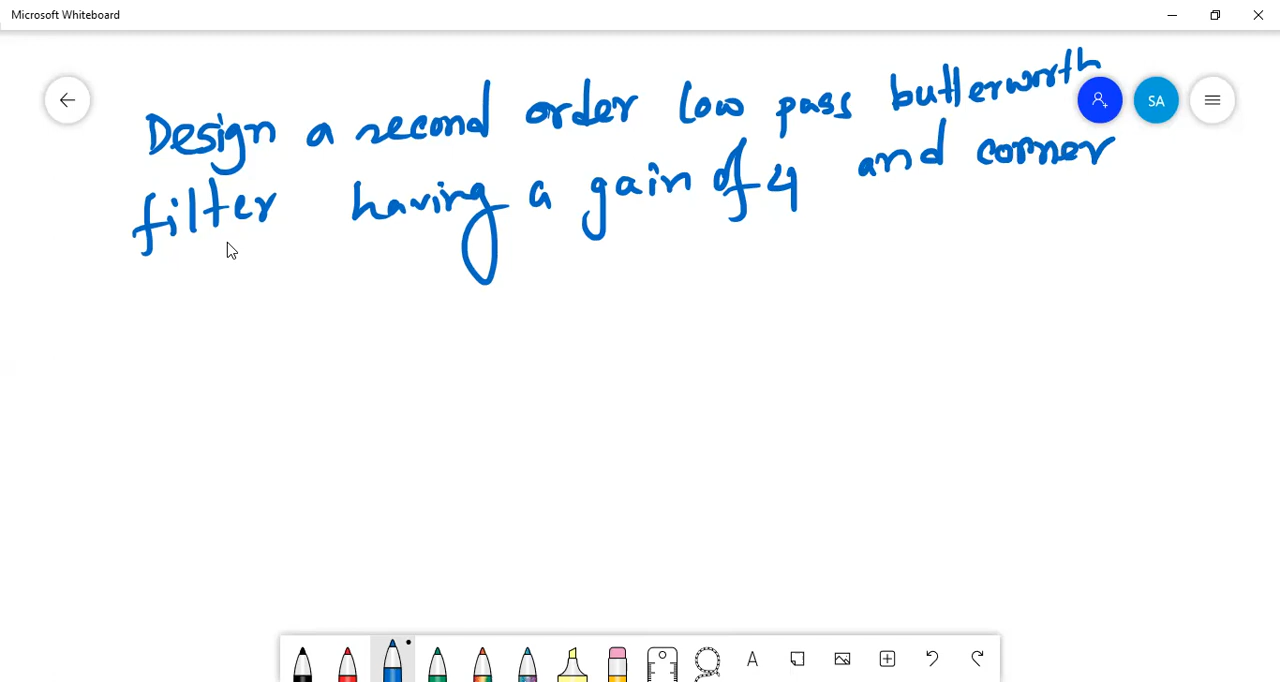 Microsoft Whiteboard
Design a second order low pass butterworth
filter having a gain of 4 and corner
SA
A